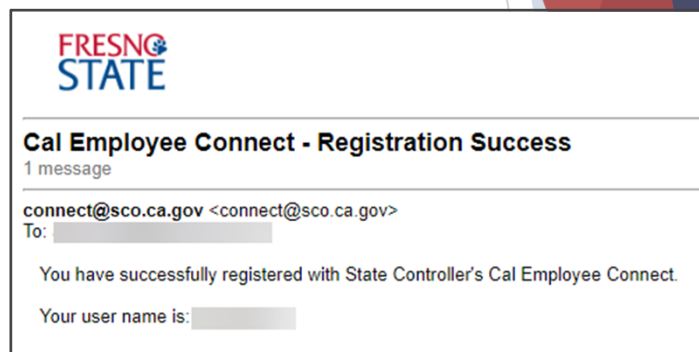 FRESNO
STATE
Cal Employee Connect - Registration Success
1 message
connect@sco.ca.gov <connect@sco.ca.gov>
To:
You have successfully registered with State Controller's Cal Employee Connect.
Your user name is: